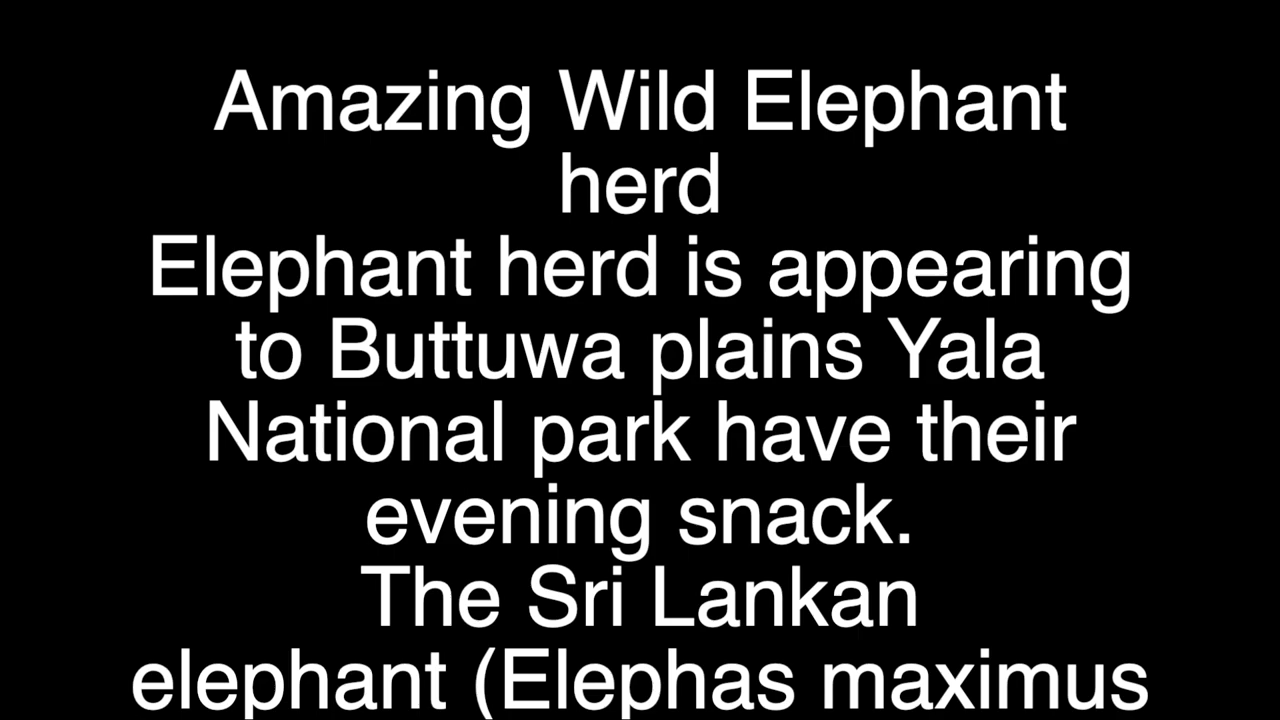 Amazing Wild Elephant
herd
Elephant herd is appearing
to Buttuwa plains Yala
National park have their
evening snack.
The Sri Lankan
elephant (Elephas maximus